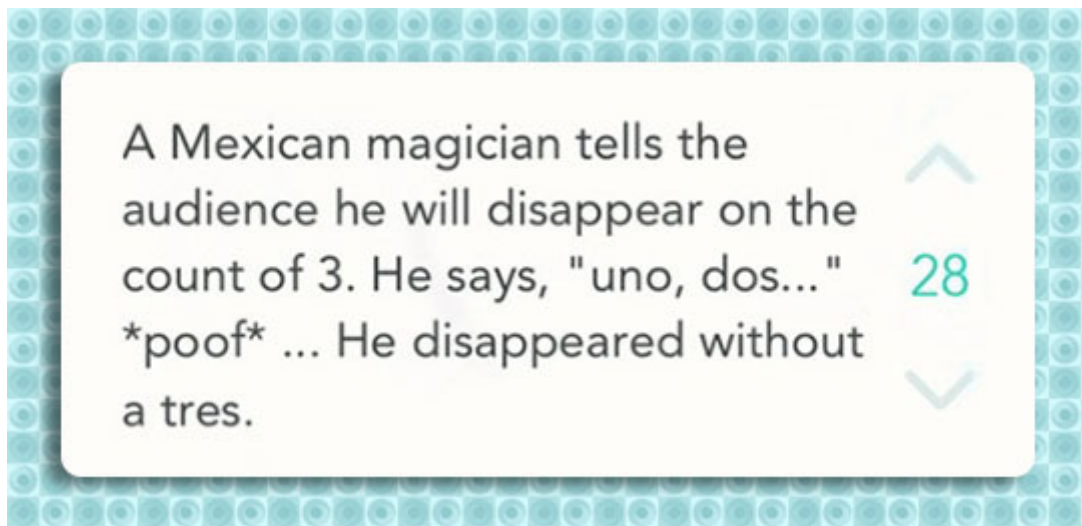 A Mexican magician tells the
audience he will disappear on the
count of 3. He says, "uno, dos..."
28
*poof* ... He disappeared without
a tres.